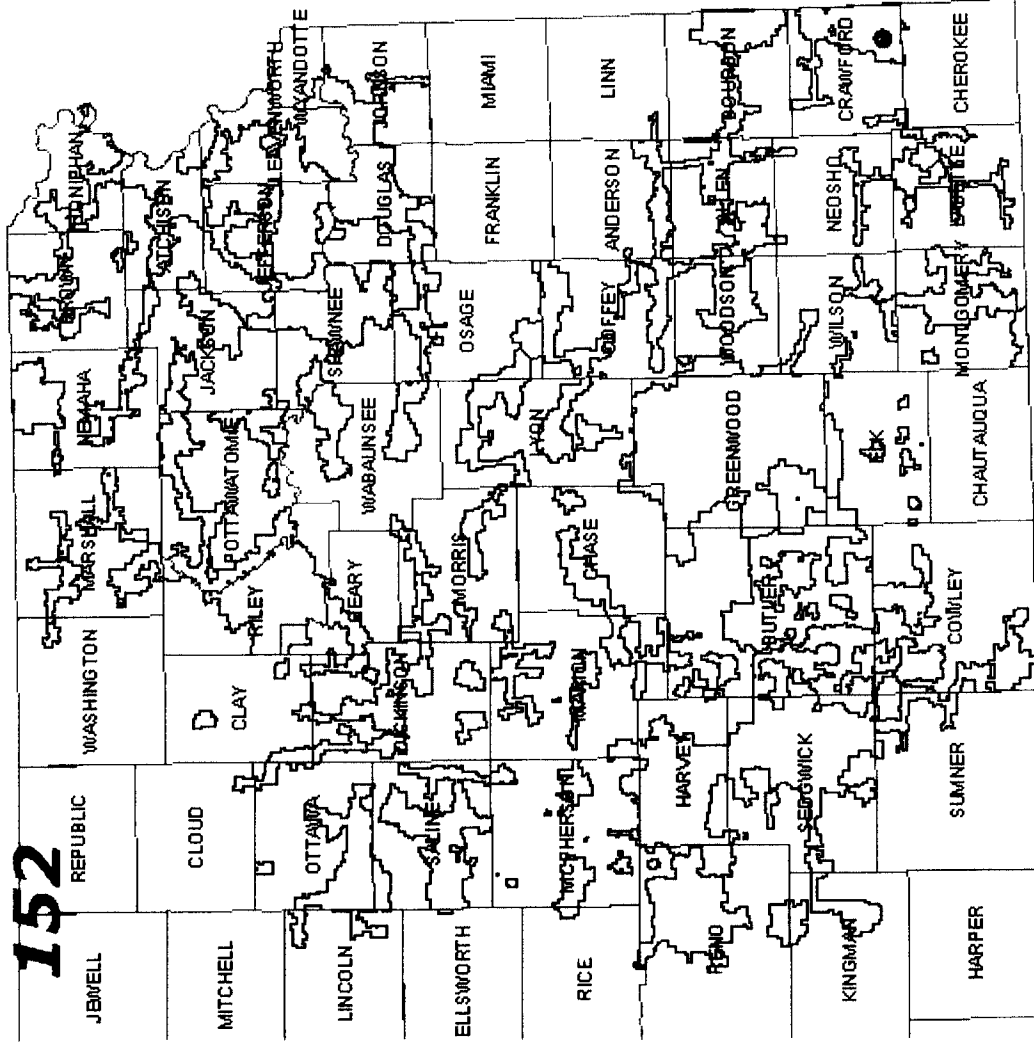 152
JEWELL
REPUBLIC
WASHINGTON
MARSHALL
NEMAHA
BROWN
DONIPHAN
MITCHELL
CLOUD
CLAY
RILEY
POTTAWATOMIE
JACKSON
ATCHISON
JEFFERSON
LEAVENWORTH
WYANDOTTE
LINCOLN
OTTAWA
DICKINSON
GEARY
WABAUNSEE
SHAWNEE
DOUGLAS
JOHNSON
ELLSWORTH
SALINE
MORRIS
LYON
OSAGE
FRANKLIN
MIAMI
RICE
MCPHERSON
MARION
CHASE
COFFEY
ANDERSON
LINN
RENO
HARVEY
BUTLER
GREENWOOD
WOODSON
ALLEN
BOURBON
KINGMAN
SEDGWICK
ELK
WILSON
NEOSHO
CRAWFORD
HARPER
SUMNER
COWLEY
CHAUTAUQUA
MONTGOMERY
LABETTE
CHEROKEE